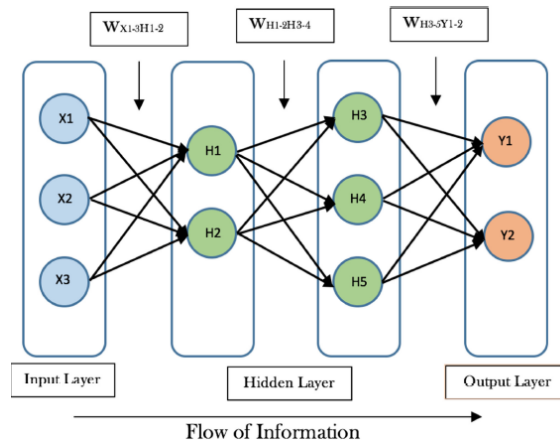 WX1-3H1-2
WH1-2H3-4
WH3-5Y1-2
X1
X2
X3
H1
H2
H3
H4
H5
Y1
Y2
Input Layer
Hidden Layer
Output Layer
Flow of Information